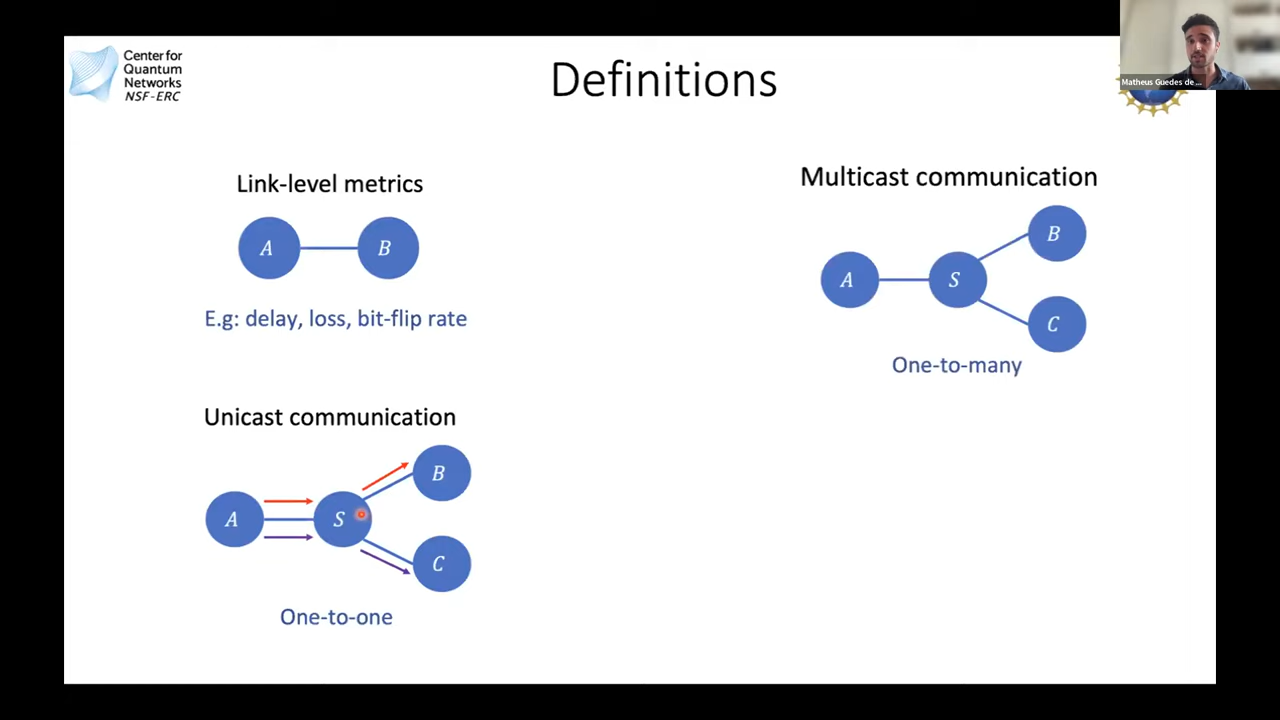 Center for
Quantum
Networks
NSF-ERC
Definitions
Matheus Guedes de ...
Link-level metrics
A
B
E.g: delay, loss, bit-flip rate
Multicast communication
A
S
B
C
One-to-many
Unicast communication
A
S
B
C
One-to-one